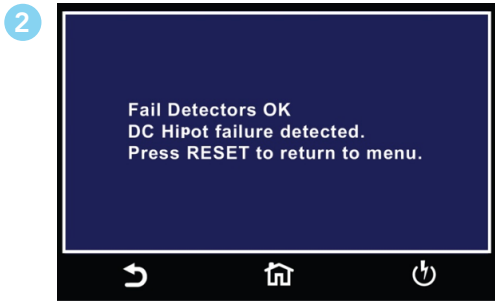 2
Fail Detectors OK
DC Hipot failure detected.
Press RESET to return to menu.